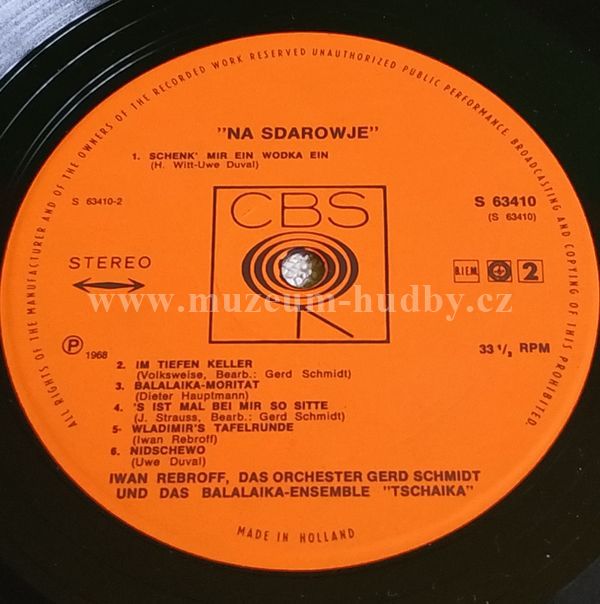 ALL RIGHTS OF THE MANUFACTURER AND OF THE OWNERS OF THE RECORDED WORK RESERVED UNAUTHORIZED PUBLIC PERFORMANCE, BROADCASTING AND COPYING OF THIS PROHIBITED.
"NA SDAROWJE"
1. SCHENK' MIR EIN WODKA EIN
(H. Witt-Uwe Duval)
S 63410-2
CBS
S 63410
(S 63410)
STEREO
B.I.E.M.
2
www.muzeum-hudby.cz
P 1968
33 1/3 RPM
2. IM TIEFEN KELLER
(Volksweise, Bearb.: Gerd Schmidt)
3. BALALAIKA-MORITAT
(Dieter Hauptmann)
4. 'S IST MAL BEI MIR SO SITTE
(J. Strauss, Bearb.: Gerd Schmidt)
5- WLADIMIR'S TAFELRUNDE
(Iwan Rebroff)
6. NIDSCHEWO
(Uwe Duval)
IWAN REBROFF, DAS ORCHESTER GERD SCHMIDT
UND DAS BALALAIKA-ENSEMBLE "TSCHAIKA"
MADE IN HOLLAND